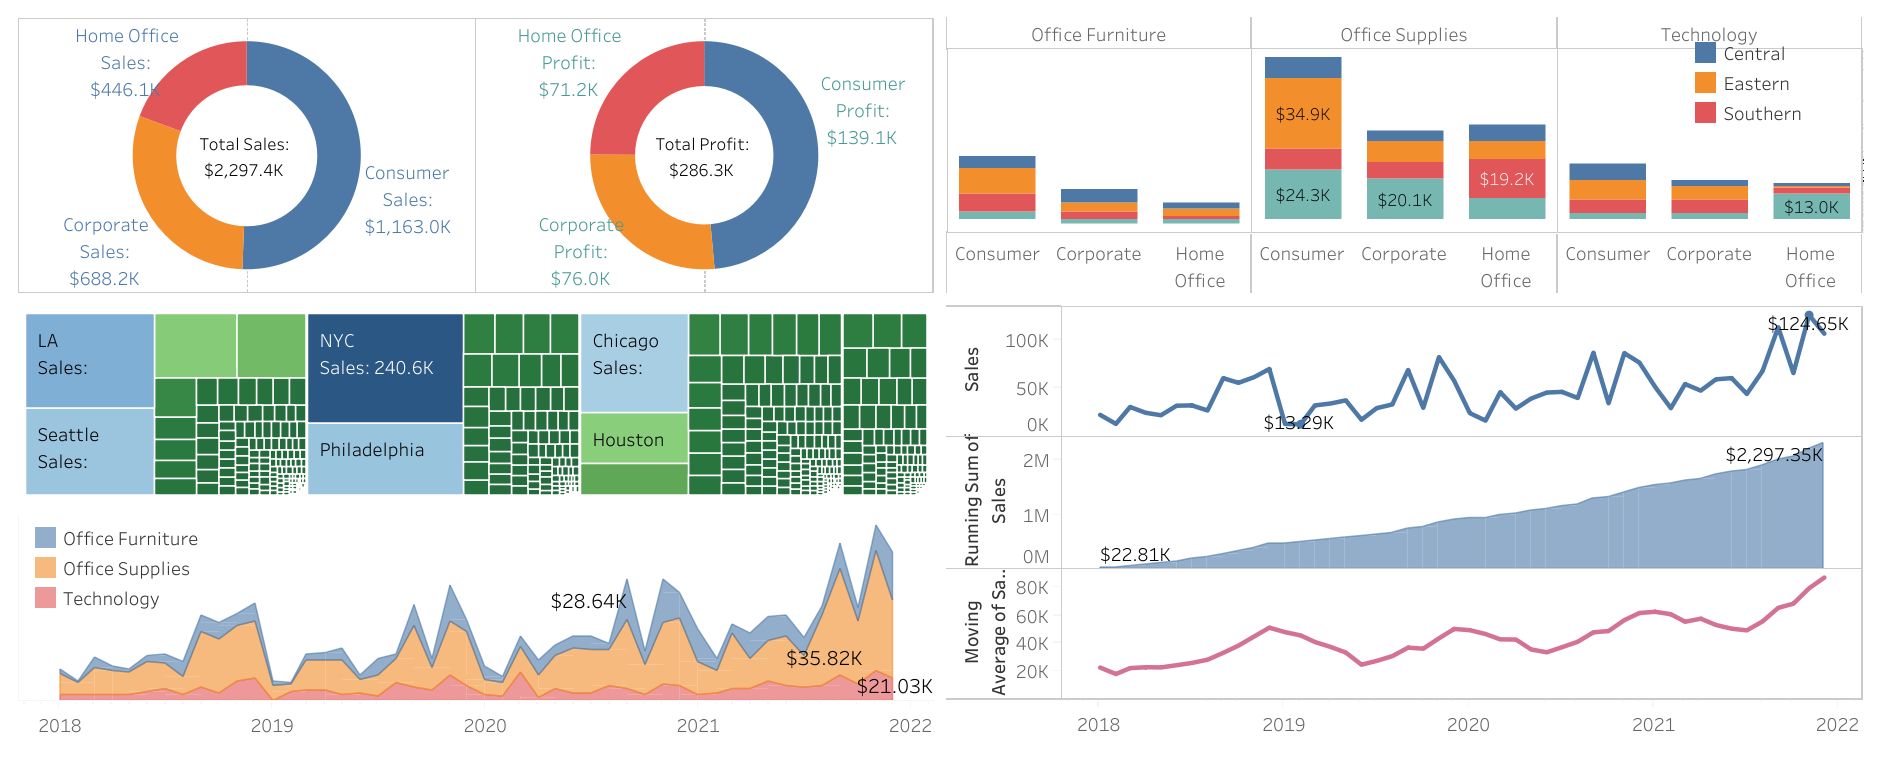 Home Office
Sales:
$446.1K
Total Sales:
$2,297.4K
Consumer
Sales:
$1,163.0K
Corporate
Sales:
$688.2K
Home Office
Profit:
$71.2K
Consumer
Profit:
$139.1K
Total Profit:
$286.3K
Corporate
Profit:
$76.0K
Office Furniture
Office Supplies
Technology
Central
Eastern
Southern
$34.9K
$24.3K
$20.1K
$19.2K
$13.0K
Consumer
Corporate
Home
Office
Consumer
Corporate
Home
Office
Consumer
Corporate
Home
Office
LA
Sales:
Seattle
Sales:
NYC
Sales: 240.6K
Philadelphia
Chicago
Sales:
Houston
Sales
100K
50K
0K
$124.65K
$13.29K
Running Sum of
Sales
2M
1M
0M
$2,297.35K
$22.81K
Moving
Average of Sa..
80K
60K
40K
20K
2018
2019
2020
2021
2022
Office Furniture
Office Supplies
Technology
$28.64K
$35.82K
$21.03K
2018
2019
2020
2021
2022